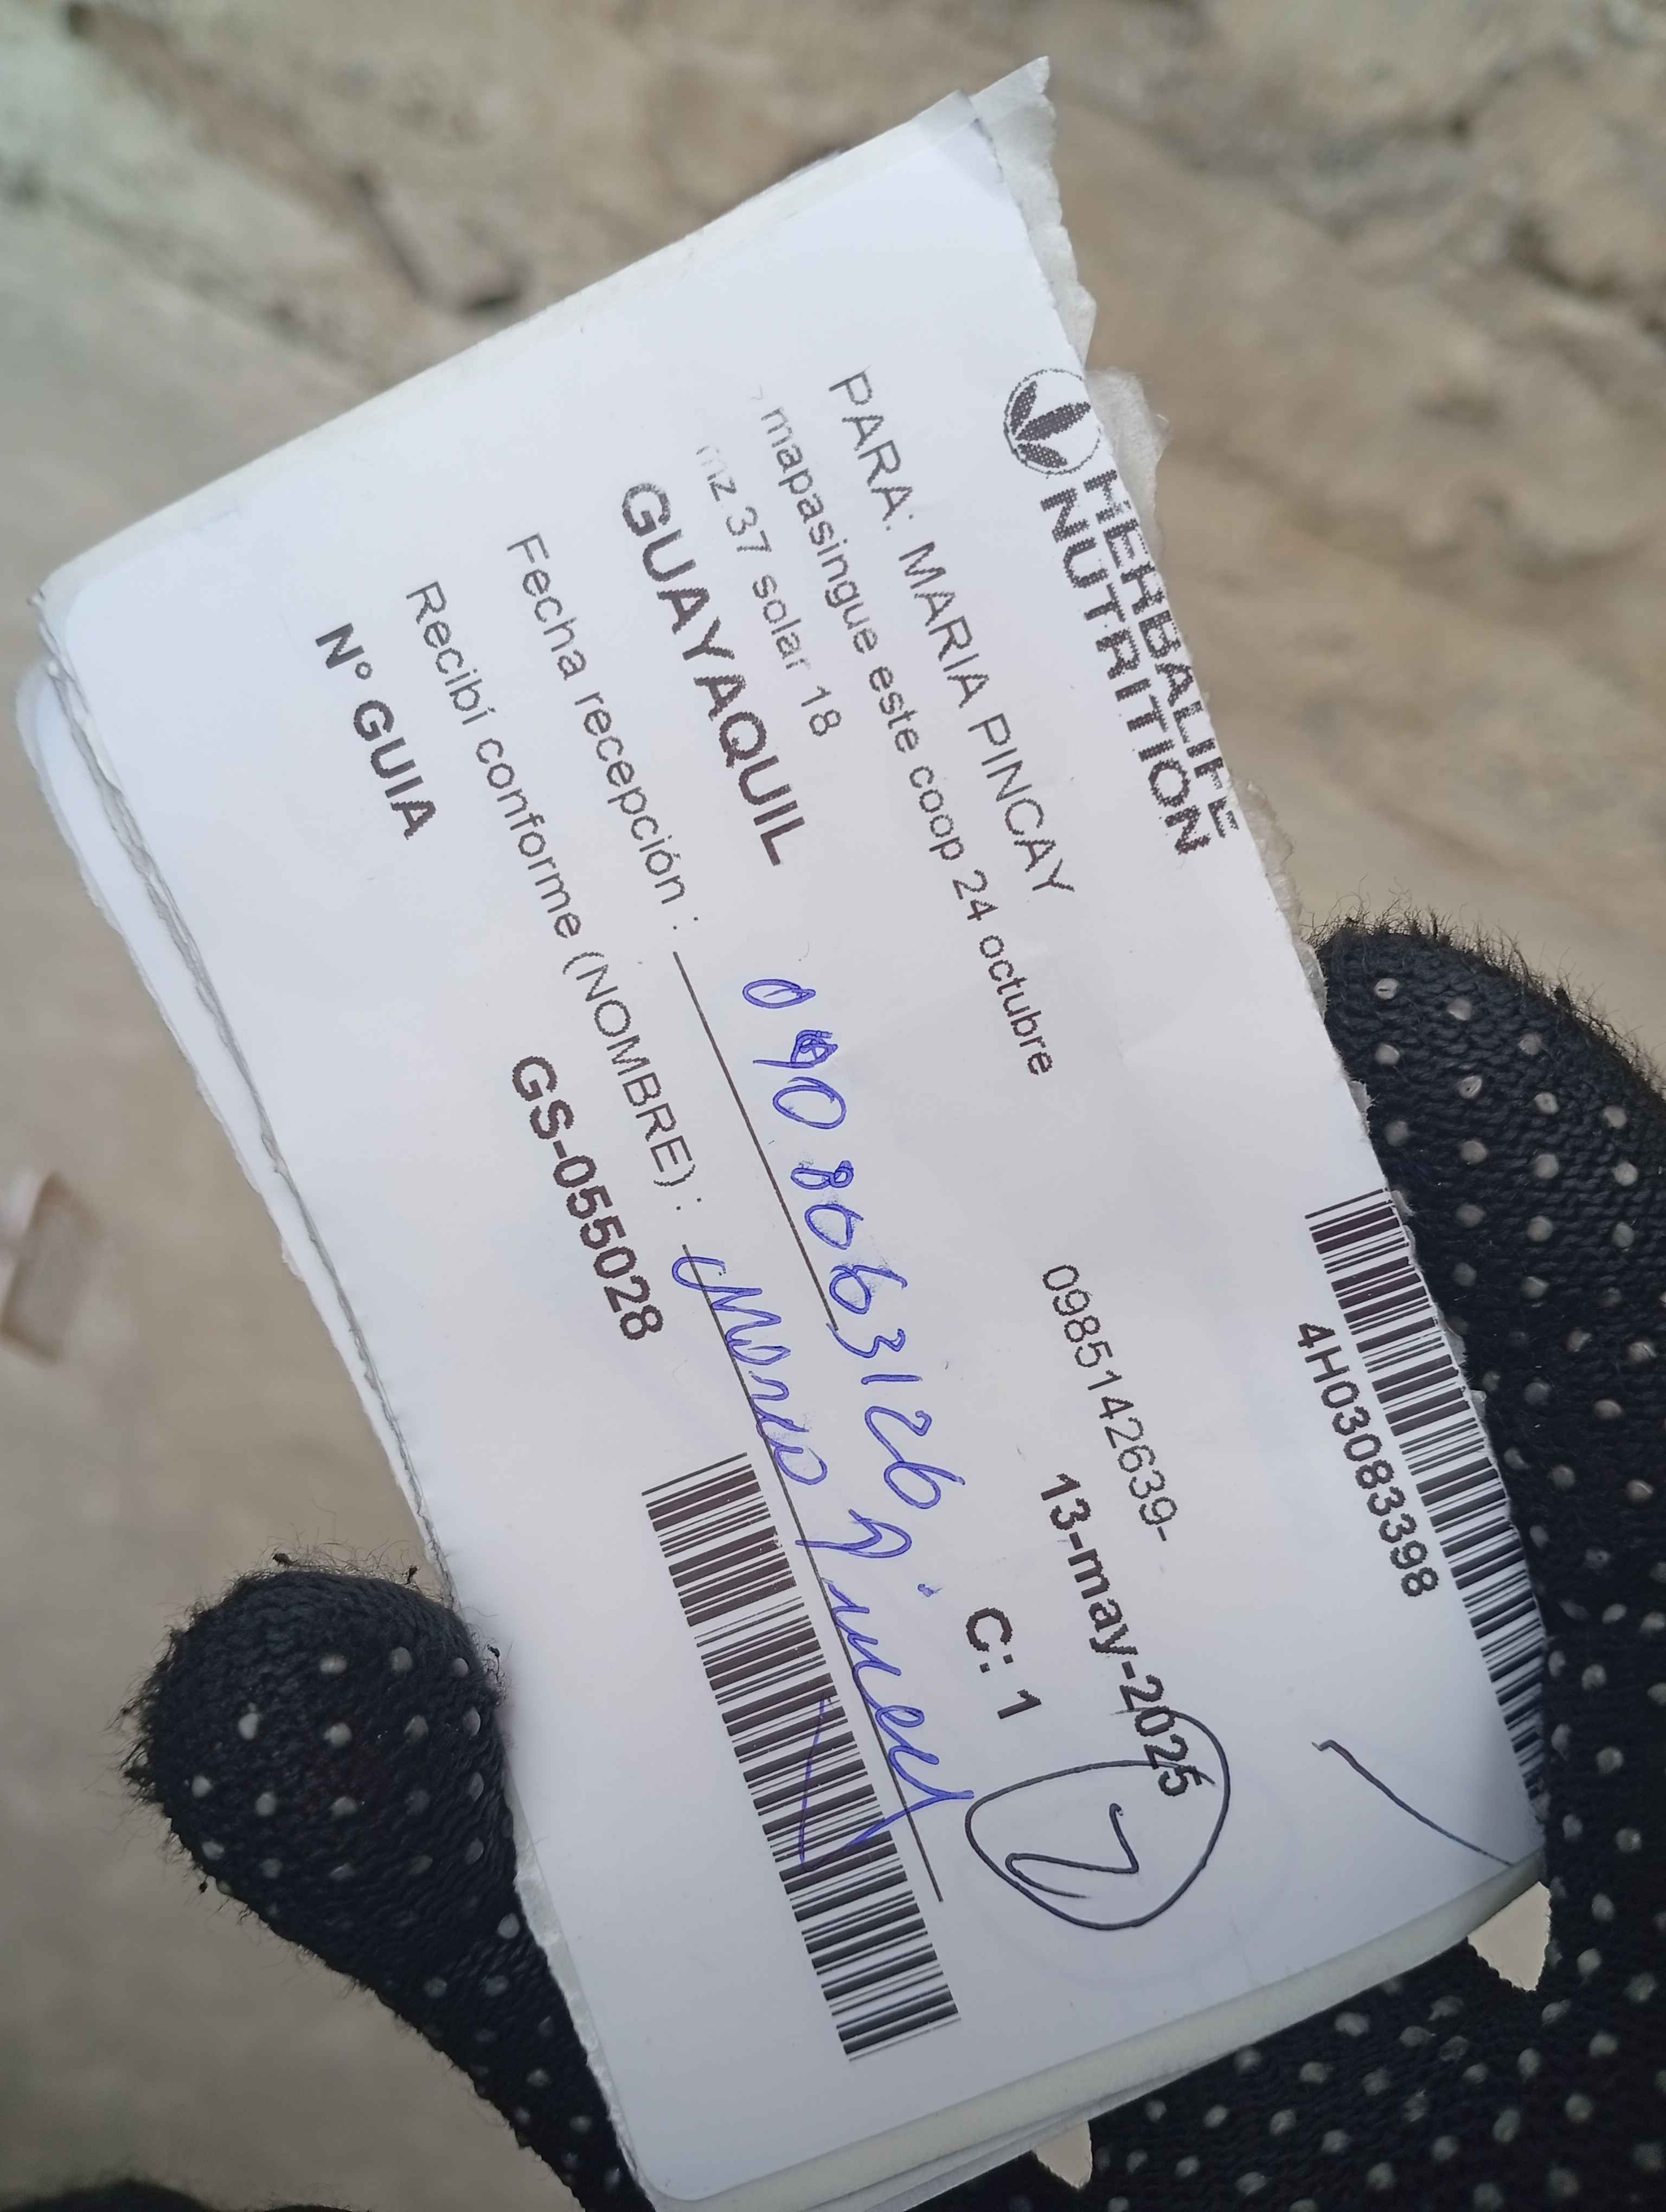 HERBALIFE
NUTRITION
4H03083398
PARA: MARIA PINCAY
0985142639-
mapasingue este coop 24 octubre
mz 37 solar 18
13-may-2025
GUAYAQUIL
C: 1
Fecha recepción :
0908063126
Recibí conforme (NOMBRE) :
N° GUIA
GS-055028